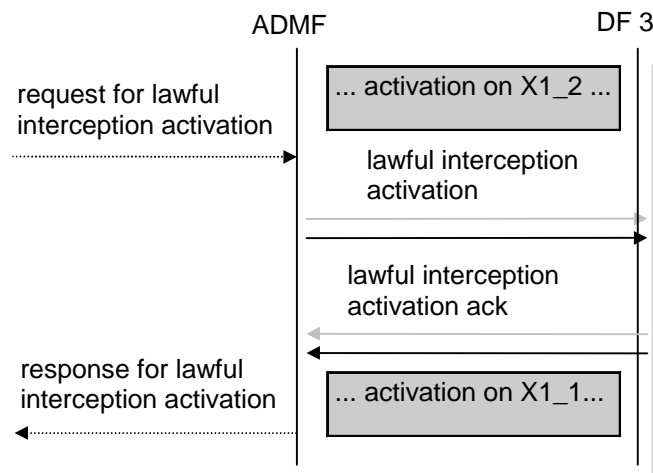 ADMF
DF 3
... activation on X1_2 ...
request for lawful
interception activation
lawful interception
activation
lawful interception
activation ack
response for lawful
interception activation
... activation on X1_1...